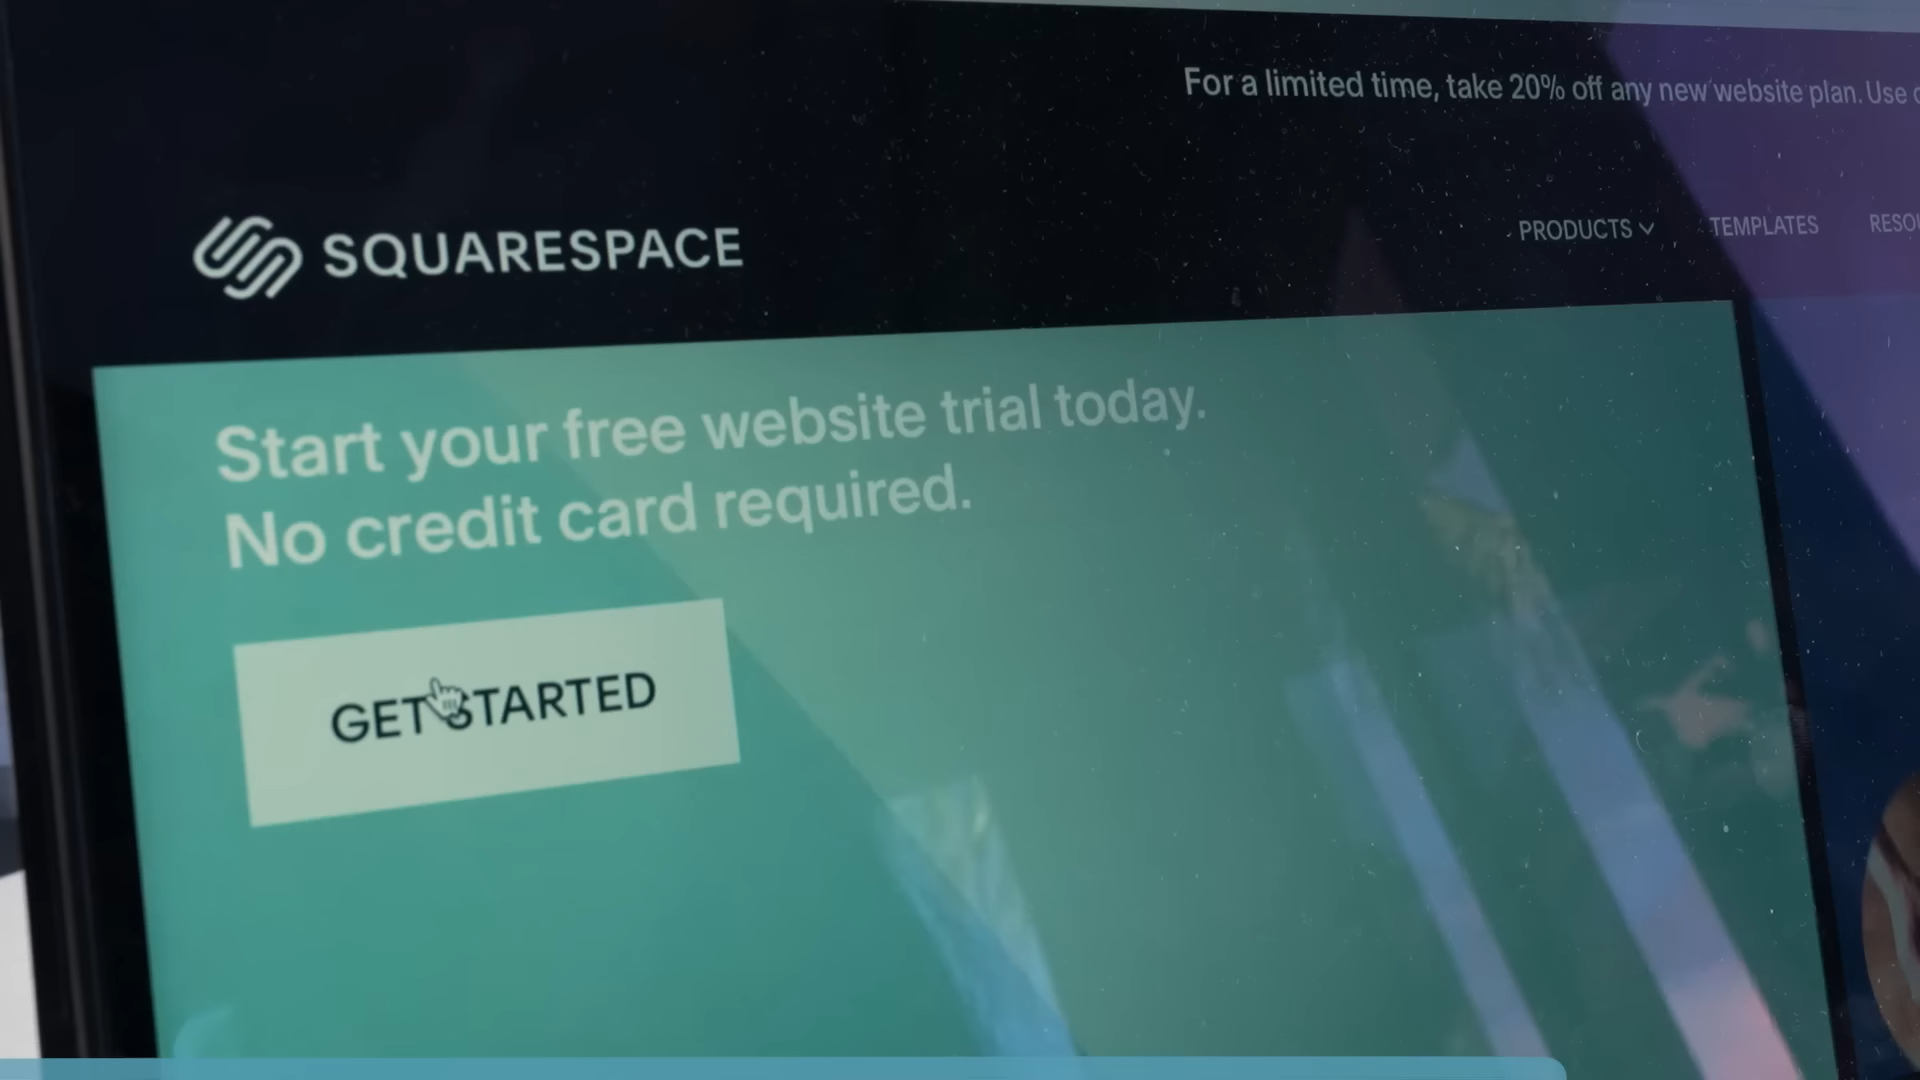 For a limited time, take 20% off any new website plan. Use
SQUARESPACE
PRODUCTS TEMPLATES
Start your free website trial today.
No credit card required.
GET STARTED